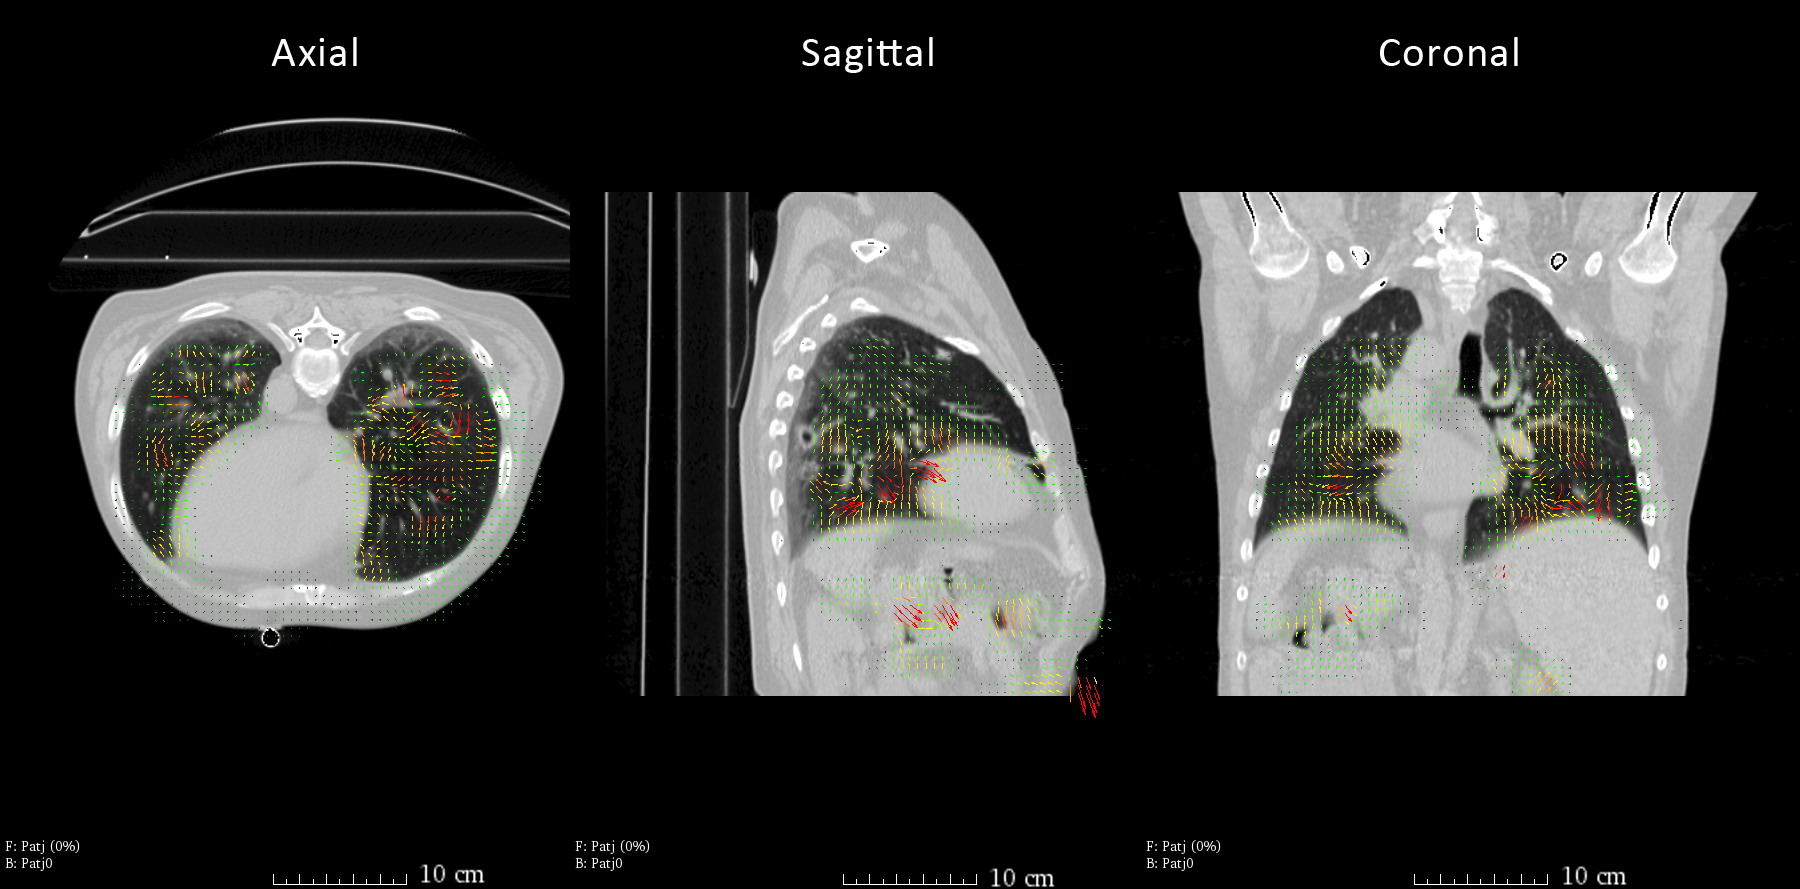 Axial
Sagittal
Coronal
F: Patj (0%)
B: Patj0
10 cm
F: Patj (0%)
B: Patj0
10 cm
F: Patj (0%)
B: Patj0
10 cm